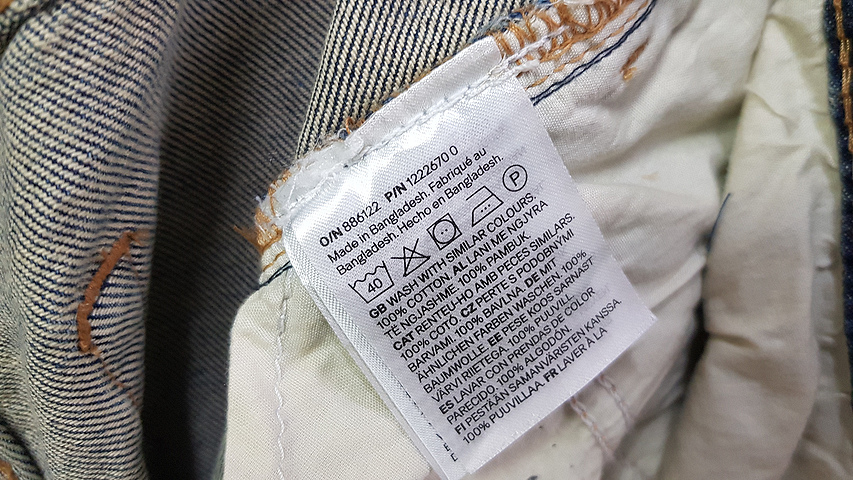 O/N 886122 P/N 1222670 0
Made in Bangladesh. Fabriqué au
Bangladesh. Hecho en Bangladesh.
40 P
GB WASH WITH SIMILAR COLOURS,
100% COTTON. AL LANI ME NGJYRA
TË NGJASHME. 100% PAMBUK.
CAT RENTEU-HO AMB PECES SIMILARS.
100% COTÓ. CZ PERTE S PODOBNÝMI
BARVAMI. 100% BAVLNA. DE MIT
ÄHNLICHEN FARBEN WASCHEN. 100%
BAUMWOLLE. EE PESE KOOS SARNAST
VÄRVI RIIETEGA. 100% PUUVILL.
ES LAVAR CON PRENDAS DE COLOR
PARECIDO. 100% ALGODÓN.
FI PESTÄÄN SAMANVÄRISTEN KANSSA.
100% PUUVILLAA. FR LAVER À LA